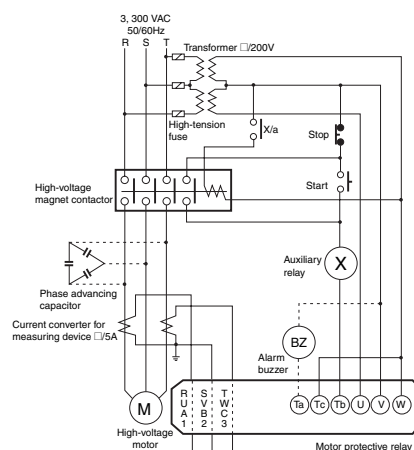 3, 300 VAC
50/60Hz
R S T
Transformer □/200V
High-tension
fuse
X/a
Stop
Start
High-voltage
magnet contactor
Auxiliary
relay
X
Phase advancing
capacitor
Current converter for
measuring device □/5A
BZ
Alarm
buzzer
R S T
U V W
A B C
1 2 3
Ta Tc Tb U V W
M
High-voltage
motor
Motor protective relay